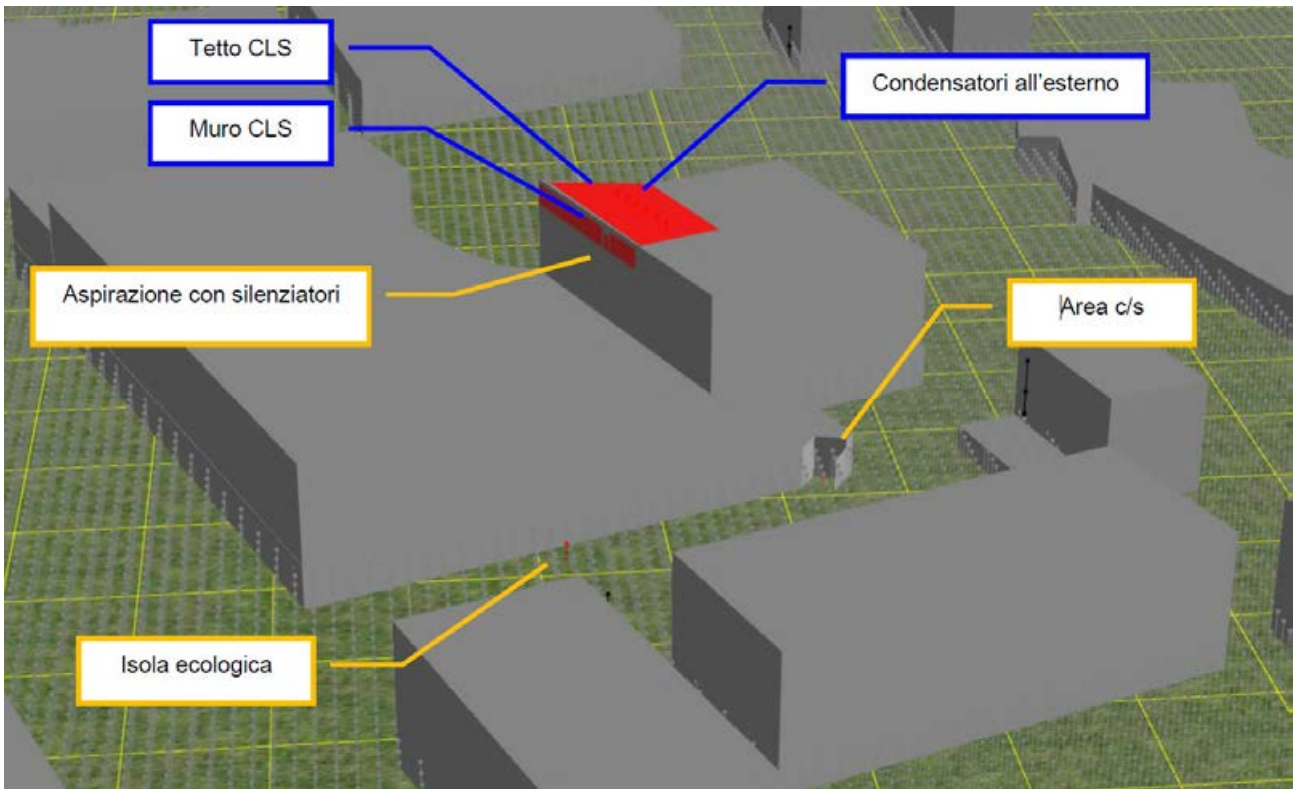 Tetto CLS
Condensatori all'esterno
Muro CLS
Aspirazione con silenziatori
Area c/s
Isola ecologica